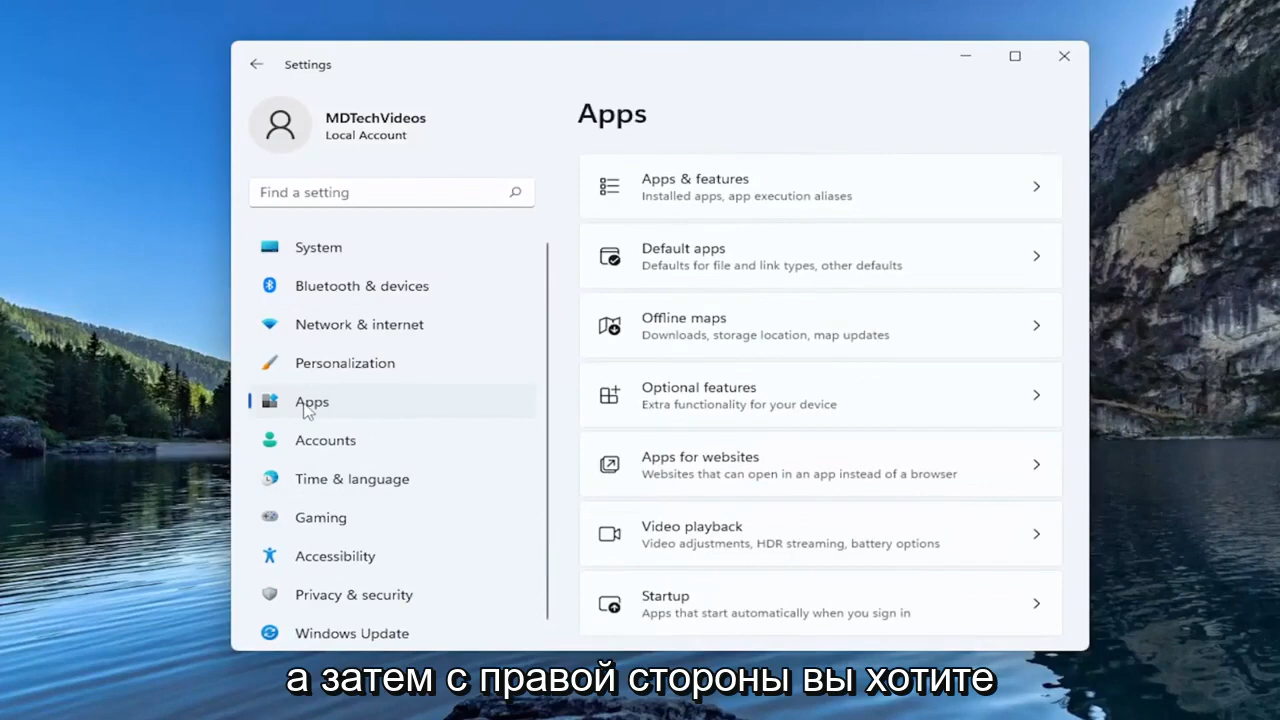 Settings
MDTechVideos
Local Account
Find a setting
System
Bluetooth & devices
Network & internet
Personalization
Apps
Accounts
Time & language
Gaming
Accessibility
Privacy & security
Windows Update
Apps
Apps & features
Installed apps, app execution aliases
Default apps
Defaults for file and link types, other defaults
Offline maps
Downloads, storage location, map updates
Optional features
Extra functionality for your device
Apps for websites
Websites that can open in an app instead of a browser
Video playback
Video adjustments, HDR streaming, battery options
Startup
Apps that start automatically when you sign in
а затем с правой стороны вы хотите